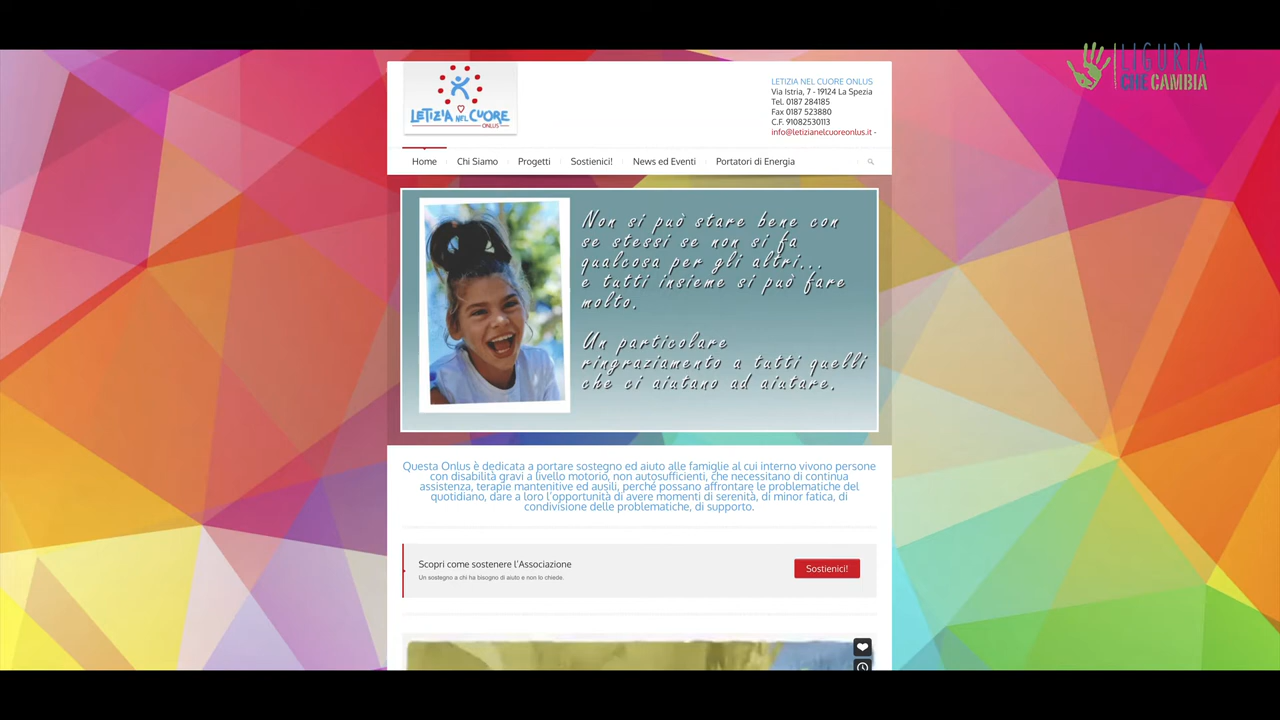 LIGURIA
CHE CAMBIA
LETIZIA NEL CUORE
ONLUS
LETIZIA NEL CUORE ONLUS
Via Istria, 7 - 19124 La Spezia
Tel. 0187 284185
Fax 0187 523880
C.F. 91082530113
info@letizianelcuoreonlus.it -
Home
Chi Siamo
Progetti
Sostienici!
News ed Eventi
Portatori di Energia
Non si può stare bene con
se stessi se non si fa
qualcosa per gli altri...
e tutti insieme si può fare
molto.
Un particolare
ringraziamento a tutti quelli
che ci aiutano ad aiutare.
Questa Onlus è dedicata a portare sostegno ed aiuto alle famiglie al cui interno vivono persone
con disabilità gravi a livello motorio, non autosufficienti, che necessitano di continua
assistenza, terapie mantenitive ed ausili, perché possano affrontare le problematiche del
quotidiano, dare a loro l'opportunità di avere momenti di serenità, di minor fatica, di
condivisione delle problematiche, di supporto.
Scopri come sostenere l'Associazione
Un sostegno a chi ha bisogno di aiuto e non lo chiede.
Sostienici!